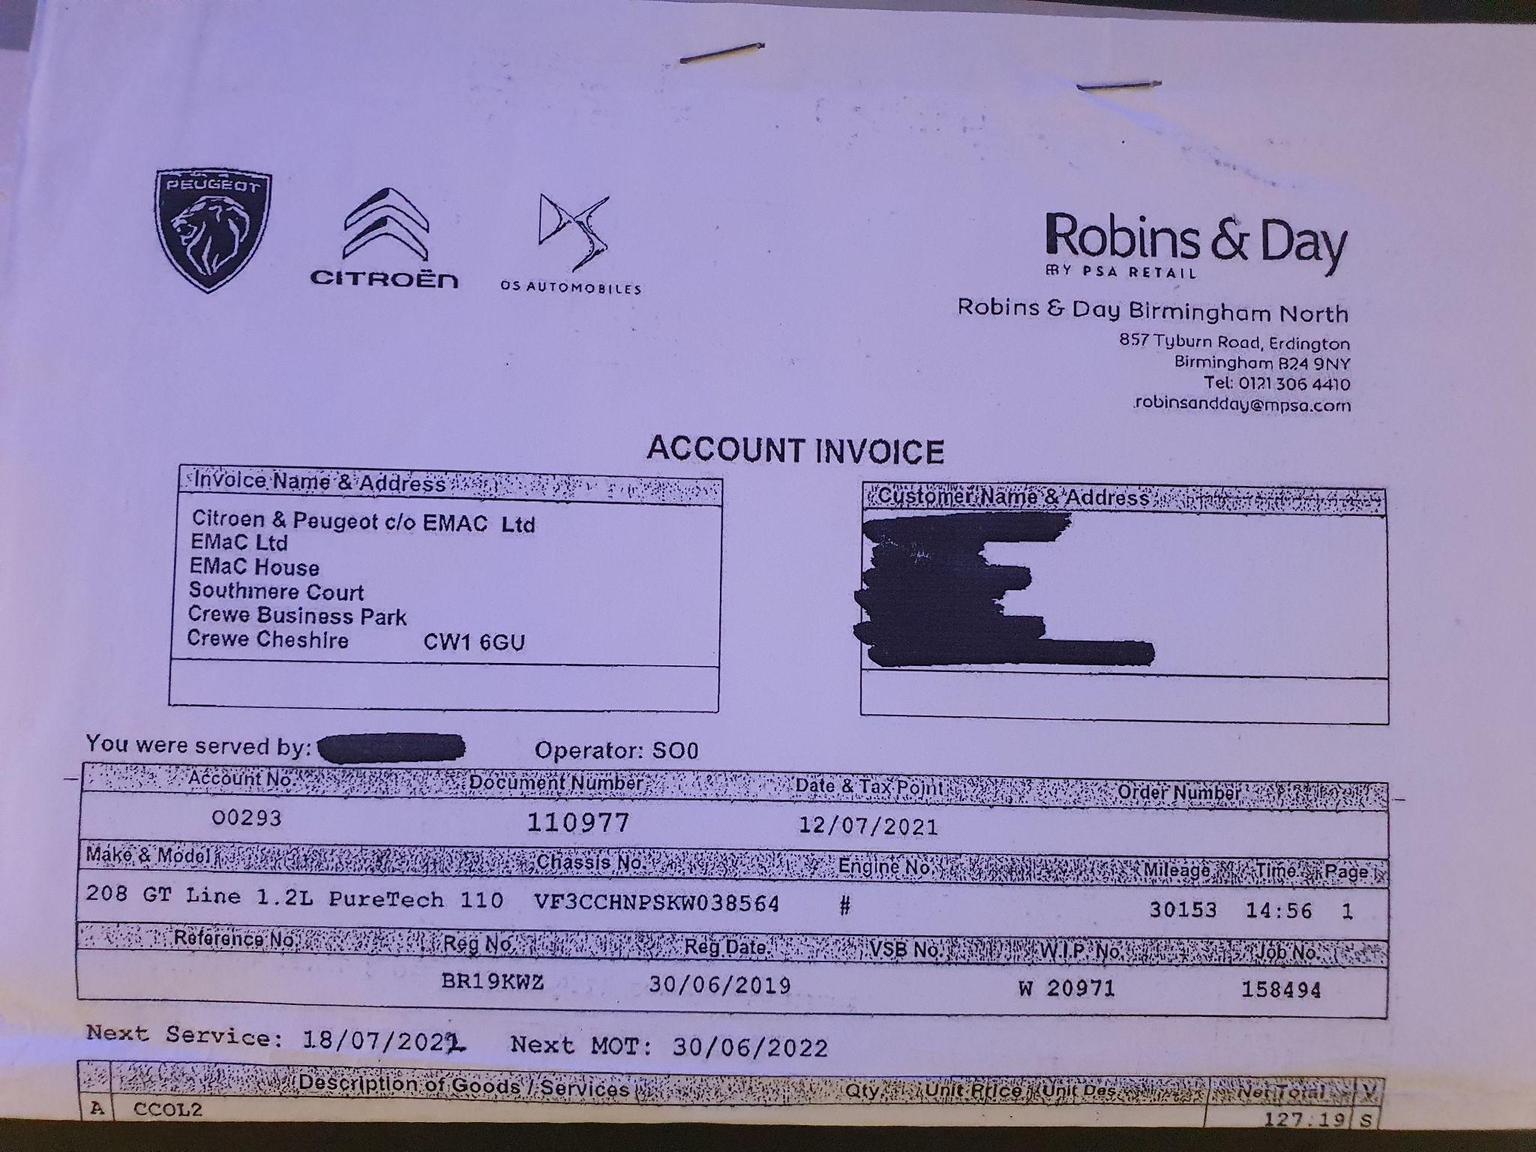 PEUGEOT
CITROËN
DS AUTOMOBILES
Robins & Day
BY PSA RETAIL
Robins & Day Birmingham North
857 Tyburn Road, Erdington
Birmingham B24 9NY
Tel: 0121 306 4410
robinsandday@mpsa.com
ACCOUNT INVOICE
Invoice Name & Address
Citroen & Peugeot c/o EMAC Ltd
EMaC Ltd
EMaC House
Southmere Court
Crewe Business Park
Crewe Cheshire CW1 6GU
Customer Name & Address
You were served by: Operator: SO0
Account No. Document Number Date & Tax Point Order Number
00293 110977 12/07/2021
Make & Model Chassis No. Engine No. Mileage Time Page
208 GT Line 1.2L PureTech 110 VF3CCHNPSKW038564 # 30153 14:56 1
Reference No. Reg No. Reg Date VSB No. W.I.P. No. Job No.
BR19KWZ 30/06/2019 W 20971 158494
Next Service: 18/07/2022 Next MOT: 30/06/2022
Description of Goods / Services Qty. Unit Price Unit Des. Net Total V
A CCOL2 127.19 S